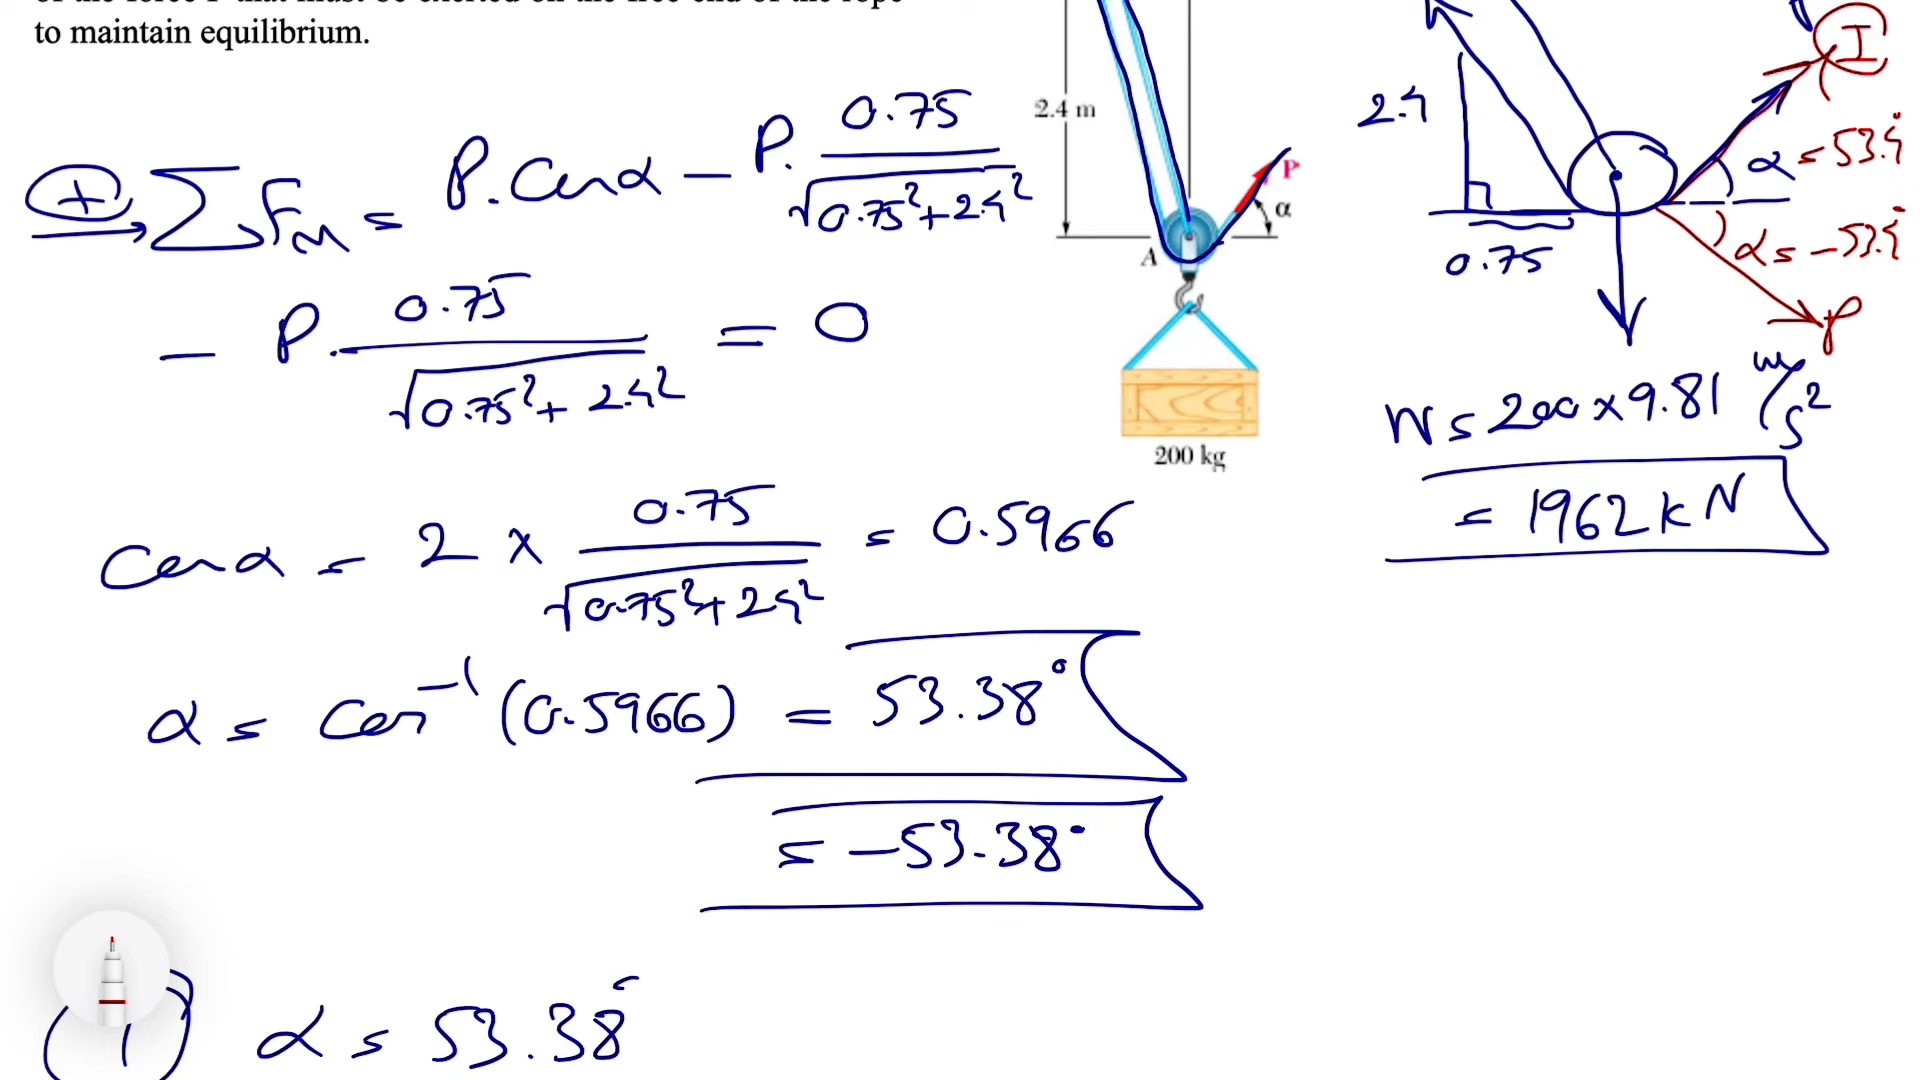 to maintain equilibrium.
ΣFx = P.Cosα − P. 0.75 / √(0.75²+2.4²)
− P. 0.75 / √(0.75²+2.4²) = 0
Cosα = 2 × 0.75 / √(0.75²+2.4²) = 0.5966
α = Cos⁻¹ (0.5966) = 53.38°
= −53.38°
(1) α = 53.38°
2.4 m
P
α
A
200 kg
I
2.4
0.75
α = 53.4°
α = −53.4°
P
W = 200 × 9.81 m/s²
= 1962 kN